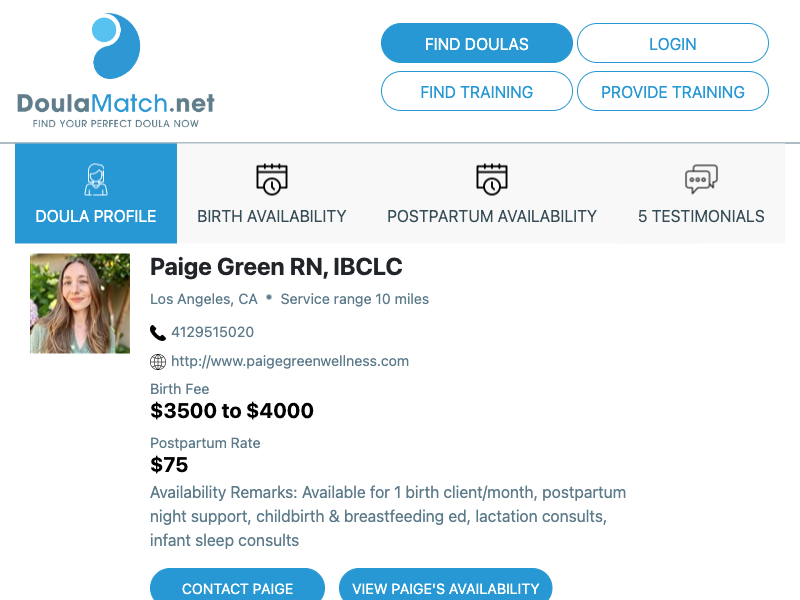 DoulaMatch.net
FIND YOUR PERFECT DOULA NOW
FIND DOULAS
LOGIN
FIND TRAINING
PROVIDE TRAINING
DOULA PROFILE
BIRTH AVAILABILITY
POSTPARTUM AVAILABILITY
5 TESTIMONIALS
Paige Green RN, IBCLC
Los Angeles, CA • Service range 10 miles
4129515020
http://www.paigegreenwellness.com
Birth Fee
$3500 to $4000
Postpartum Rate
$75
Availability Remarks: Available for 1 birth client/month, postpartum
night support, childbirth & breastfeeding ed, lactation consults,
infant sleep consults
CONTACT PAIGE
VIEW PAIGE'S AVAILABILITY